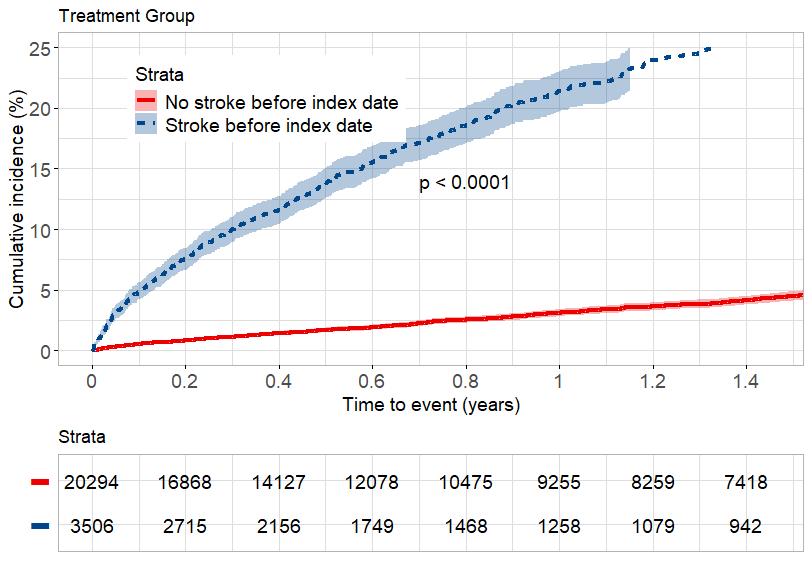 Treatment Group
Cumulative incidence (%)
25
20
15
10
5
0
Strata
No stroke before index date
Stroke before index date
p < 0.0001
0 0.2 0.4 0.6 0.8 1 1.2 1.4
Time to event (years)
Strata
20294 16868 14127 12078 10475 9255 8259 7418
3506 2715 2156 1749 1468 1258 1079 942